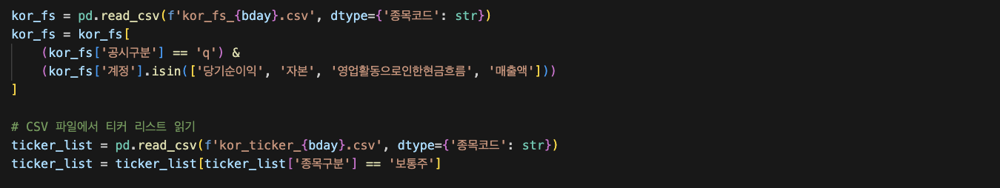 kor_fs = pd.read_csv(f'kor_fs_{bday}.csv', dtype={'종목코드': str})
kor_fs = kor_fs[
    (kor_fs['공시구분'] == 'q') &
    (kor_fs['계정'].isin(['당기순이익', '자본', '영업활동으로인한현금흐름', '매출액']))
]
# CSV 파일에서 티커 리스트 읽기
ticker_list = pd.read_csv(f'kor_ticker_{bday}.csv', dtype={'종목코드': str})
ticker_list = ticker_list[ticker_list['종목구분'] == '보통주']